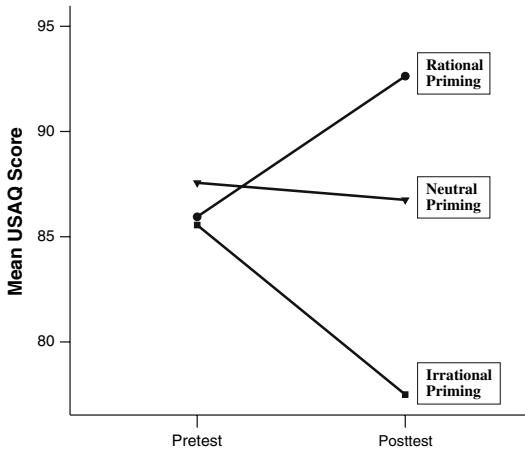 95
90
85
80
Mean USAQ Score
Rational
Priming
Neutral
Priming
Irrational
Priming
Pretest
Posttest